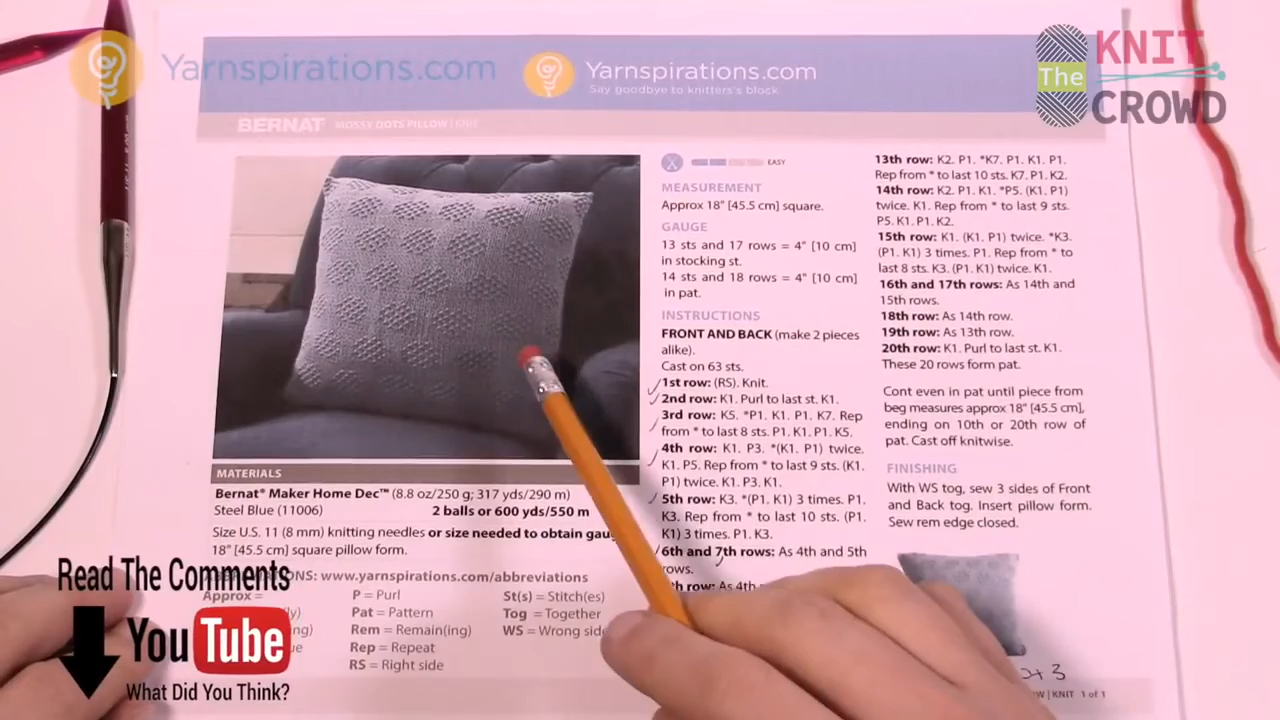 Yarnspirations.com
Yarnspirations.com
Say goodbye to knitters's block
The KNIT
CROWD
BERNAT MOSSY DOTS PILLOW | KNIT
EASY
MEASUREMENT
Approx 18" [45.5 cm] square.
GAUGE
13 sts and 17 rows = 4" [10 cm]
in stocking st.
14 sts and 18 rows = 4" [10 cm]
in pat.
INSTRUCTIONS
FRONT AND BACK (make 2 pieces
alike).
Cast on 63 sts.
1st row: (RS). Knit.
2nd row: K1. Purl to last st. K1.
3rd row: K5. *P1. K1. P1. K7. Rep
from * to last 8 sts. P1. K1. P1. K5.
4th row: K1. P3. *(K1. P1) twice.
K1. P5. Rep from * to last 9 sts. (K1.
P1) twice. K1. P3. K1.
5th row: K3. *(P1. K1) 3 times. P1.
K3. Rep from * to last 10 sts. (P1.
K1) 3 times. P1. K3.
6th and 7th rows: As 4th and 5th
rows.
row: As 4th
13th row: K2. P1. *K7. P1. K1. P1.
Rep from * to last 10 sts. K7. P1. K2.
14th row: K2. P1. K1. *P5. (K1. P1)
twice. K1. Rep from * to last 9 sts.
P5. K1. P1. K2.
15th row: K1. (K1. P1) twice. *K3.
(P1. K1) 3 times. P1. Rep from * to
last 8 sts. K3. (P1. K1) twice. K1.
16th and 17th rows: As 14th and
15th rows.
18th row: As 14th row.
19th row: As 13th row.
20th row: K1. Purl to last st. K1.
These 20 rows form pat.
Cont even in pat until piece from
beg measures approx 18" [45.5 cm],
ending on 10th or 20th row of
pat. Cast off knitwise.
FINISHING
With WS tog, sew 3 sides of Front
and Back tog. Insert pillow form.
Sew rem edge closed.
+ 3
| KNIT 1 of 1
MATERIALS
Bernat® Maker Home Dec™ (8.8 oz/250 g; 317 yds/290 m)
Steel Blue (11006) 2 balls or 600 yds/550 m
Size U.S. 11 (8 mm) knitting needles or size needed to obtain
18" [45.5 cm] square pillow form.
www.yarnspirations.com/abbreviations
Approx =
P = Purl
Pat = Pattern
Rem = Remain(ing)
Rep = Repeat
RS = Right side
St(s) = Stitch(es)
Tog = Together
WS = Wrong side
Read The Comments
YouTube
What Did You Think?